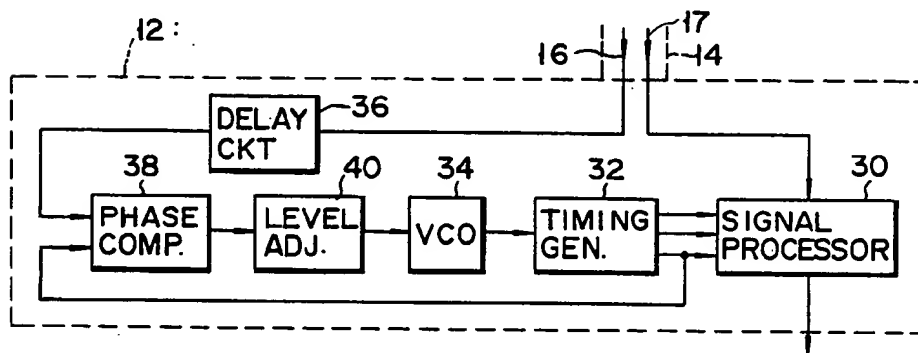 12:
17
16
14
36
DELAY
CKT
38
PHASE
COMP.
40
LEVEL
ADJ.
34
VCO
32
TIMING
GEN.
30
SIGNAL
PROCESSOR